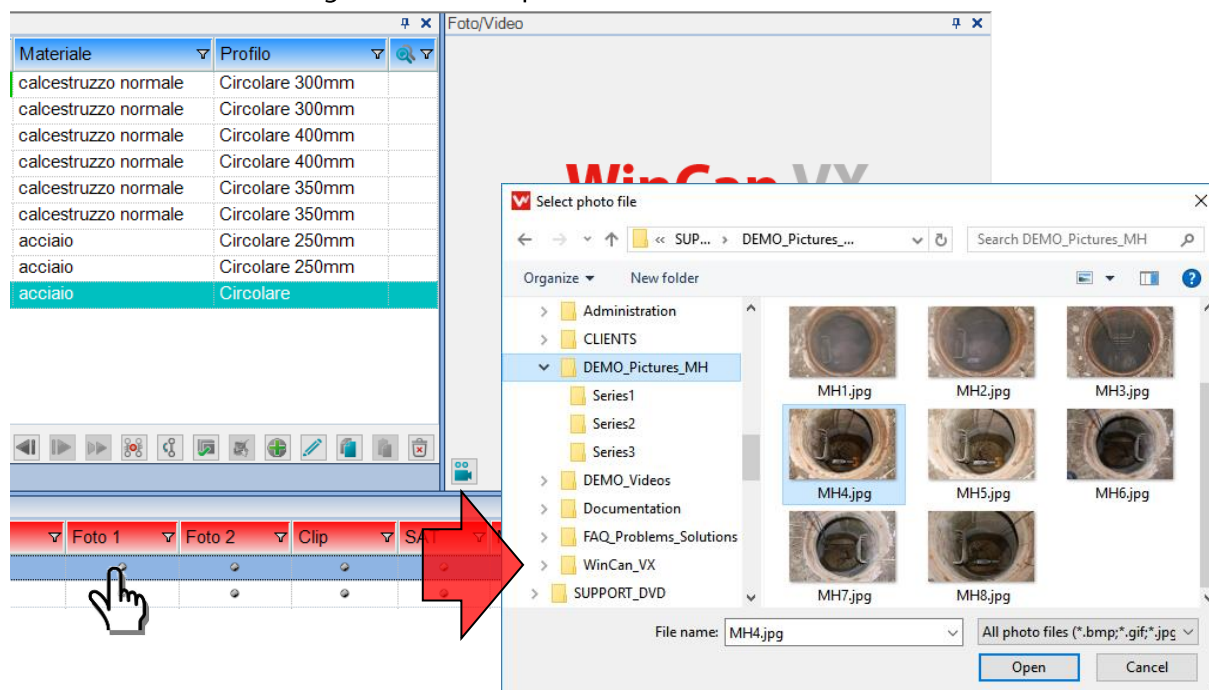 Foto/Video
Materiale Profilo
calcestruzzo normale Circolare 300mm
calcestruzzo normale Circolare 300mm
calcestruzzo normale Circolare 400mm
calcestruzzo normale Circolare 400mm
calcestruzzo normale Circolare 350mm
calcestruzzo normale Circolare 350mm
acciaio Circolare 250mm
acciaio Circolare 250mm
acciaio Circolare
WinCan VX
Foto 1 Foto 2 Clip SAT
Select photo file
« SUP... › DEMO_Pictures_... Search DEMO_Pictures_MH
Organize New folder
Administration
CLIENTS
DEMO_Pictures_MH
Series1
Series2
Series3
DEMO_Videos
Documentation
FAQ_Problems_Solutions
WinCan_VX
SUPPORT_DVD
MH1.jpg MH2.jpg MH3.jpg
MH4.jpg MH5.jpg MH6.jpg
MH7.jpg MH8.jpg
File name: MH4.jpg All photo files (*.bmp;*.gif;*.jpg
Open Cancel